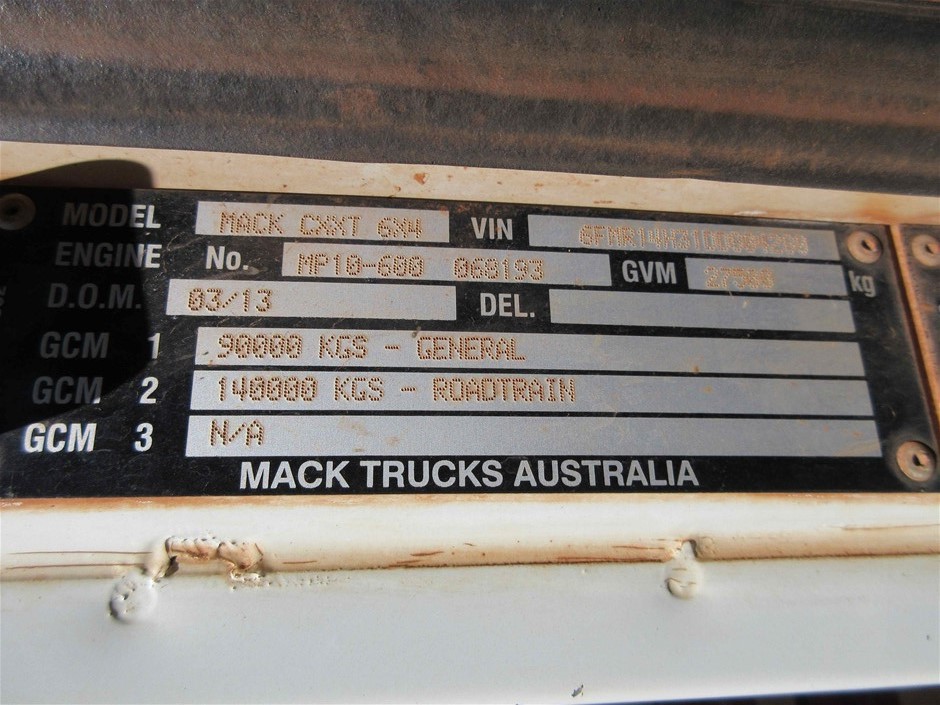 MODEL MACK CXXT 6X4 VIN
ENGINE No. MP10-600 068193 GVM kg
D.O.M. 03/13 DEL.
GCM 1 90000 KGS - GENERAL
GCM 2 140000 KGS - ROADTRAIN
GCM 3 N/A
MACK TRUCKS AUSTRALIA